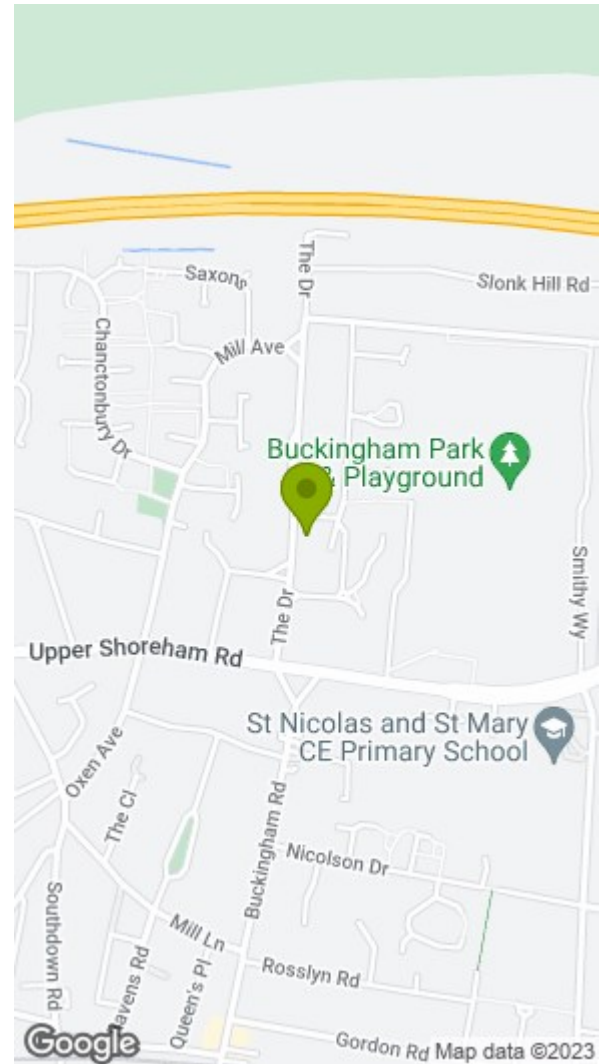 The Dr
Saxons
Slonk Hill Rd
Mill Ave
Chanctonbury Dr
Buckingham Park
& Playground
Smithy Wy
The Dr
Upper Shoreham Rd
St Nicolas and St Mary
CE Primary School
Oxen Ave
The Cl
Buckingham Rd
Nicolson Dr
Southdown Rd
Mill Ln
avens Rd
Queen's Pl
Rosslyn Rd
Gordon Rd
Google
Map data ©2023